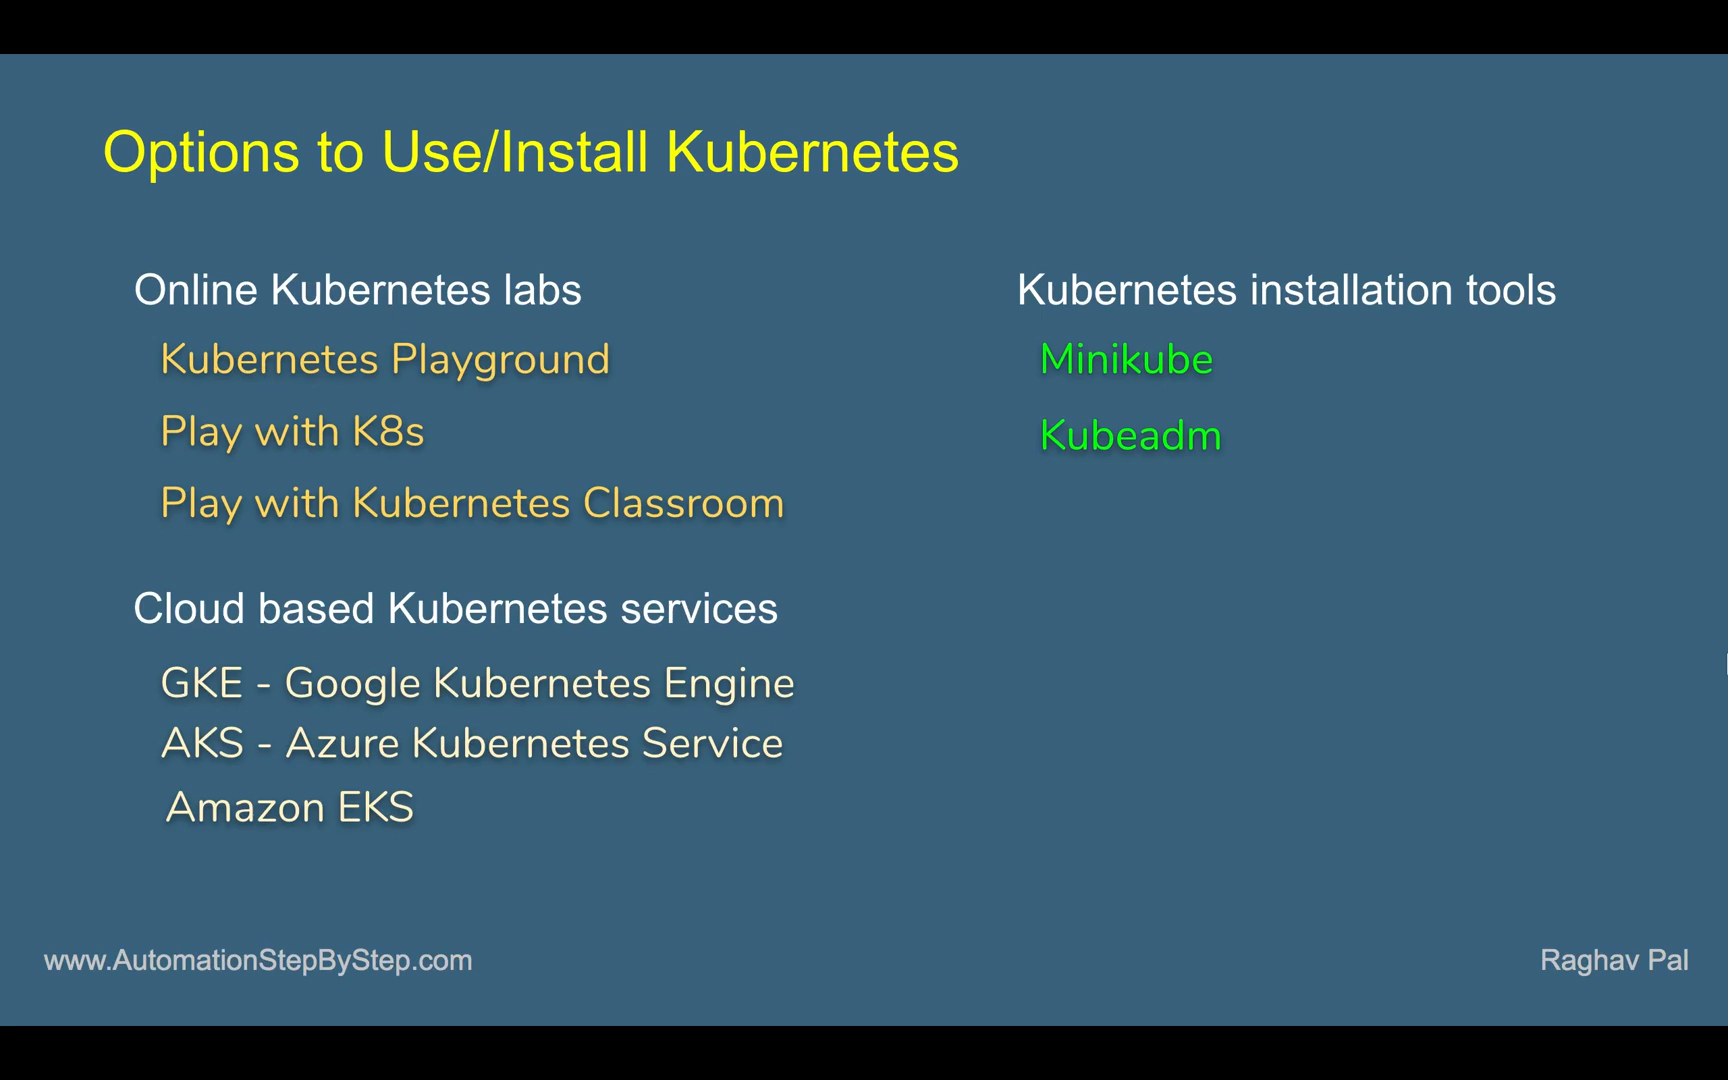 Options to Use/Install Kubernetes
Online Kubernetes labs
Kubernetes Playground
Play with K8s
Play with Kubernetes Classroom
Cloud based Kubernetes services
GKE - Google Kubernetes Engine
AKS - Azure Kubernetes Service
Amazon EKS
Kubernetes installation tools
Minikube
Kubeadm
www.AutomationStepByStep.com
Raghav Pal